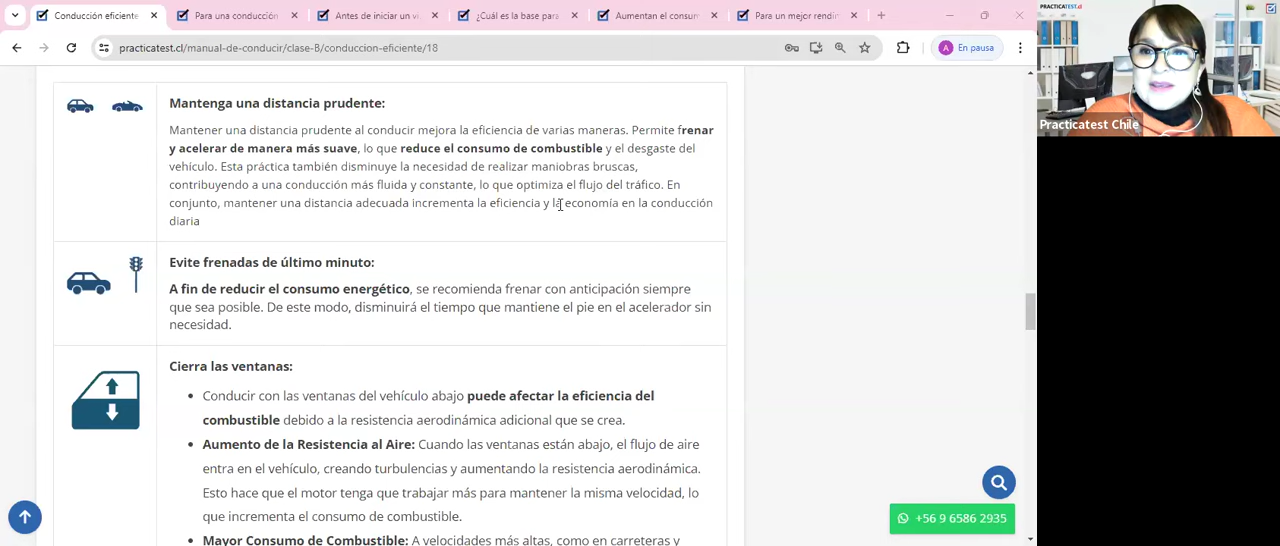 Conducción eficiente
Para una conducción
Antes de iniciar un vi
¿Cuál es la base para
Aumentan el consum
Para un mejor rendin
practicatest.cl/manual-de-conducir/clase-B/conduccion-eficiente/18
A En pausa
PRACTICATEST.cl
Practicatest Chile
Mantenga una distancia prudente:
Mantener una distancia prudente al conducir mejora la eficiencia de varias maneras. Permite frenar
y acelerar de manera más suave, lo que reduce el consumo de combustible y el desgaste del
vehículo. Esta práctica también disminuye la necesidad de realizar maniobras bruscas,
contribuyendo a una conducción más fluida y constante, lo que optimiza el flujo del tráfico. En
conjunto, mantener una distancia adecuada incrementa la eficiencia y la economía en la conducción
diaria
Evite frenadas de último minuto:
A fin de reducir el consumo energético, se recomienda frenar con anticipación siempre
que sea posible. De este modo, disminuirá el tiempo que mantiene el pie en el acelerador sin
necesidad.
Cierra las ventanas:
Conducir con las ventanas del vehículo abajo puede afectar la eficiencia del
combustible debido a la resistencia aerodinámica adicional que se crea.
Aumento de la Resistencia al Aire: Cuando las ventanas están abajo, el flujo de aire
entra en el vehículo, creando turbulencias y aumentando la resistencia aerodinámica.
Esto hace que el motor tenga que trabajar más para mantener la misma velocidad, lo
que incrementa el consumo de combustible.
Mayor Consumo de Combustible: A velocidades más altas, como en carreteras y
+56 9 6586 2935